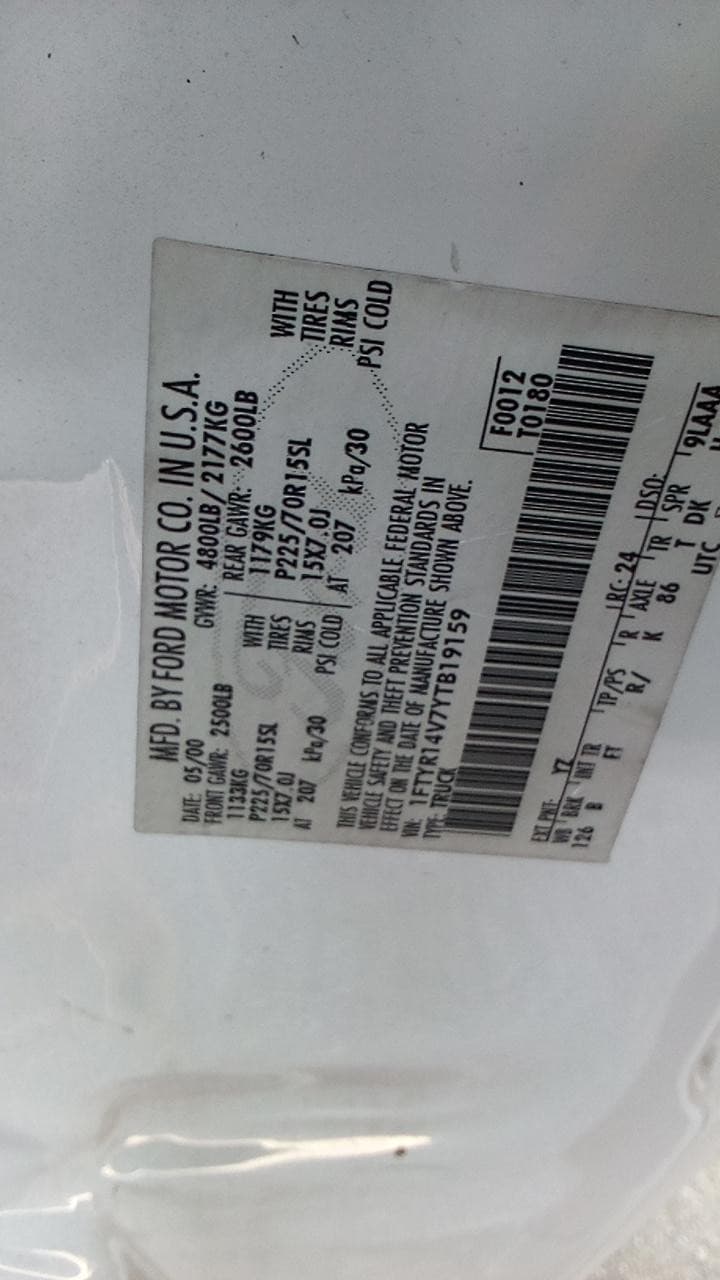 MFD. BY FORD MOTOR CO. IN U.S.A.
DATE: 05/00 GVWR: 4800LB/ 2177KG
FRONT GAWR: 2500LB REAR GAWR: 2600LB
1133KG WITH 1179KG WITH
P225/70R15SL TIRES P225/70R15SL TIRES
15X7.0J RIMS 15X7.0J RIMS
AT 207 kPa/30 PSI COLD AT 207 kPa/30 PSI COLD
THIS VEHICLE CONFORMS TO ALL APPLICABLE FEDERAL MOTOR
VEHICLE SAFETY AND THEFT PREVENTION STANDARDS IN
EFFECT ON THE DATE OF MANUFACTURE SHOWN ABOVE.
VIN: 1FTYR14V7YTB19159
TYPE: TRUCK
F0012
T0180
EXT PNT: YZ RC: 24 DSO:
WB BRK INT TR TP/PS R AXLE TR SPR 9LAAA
126 B FT R/ K 86 T DK
UTC